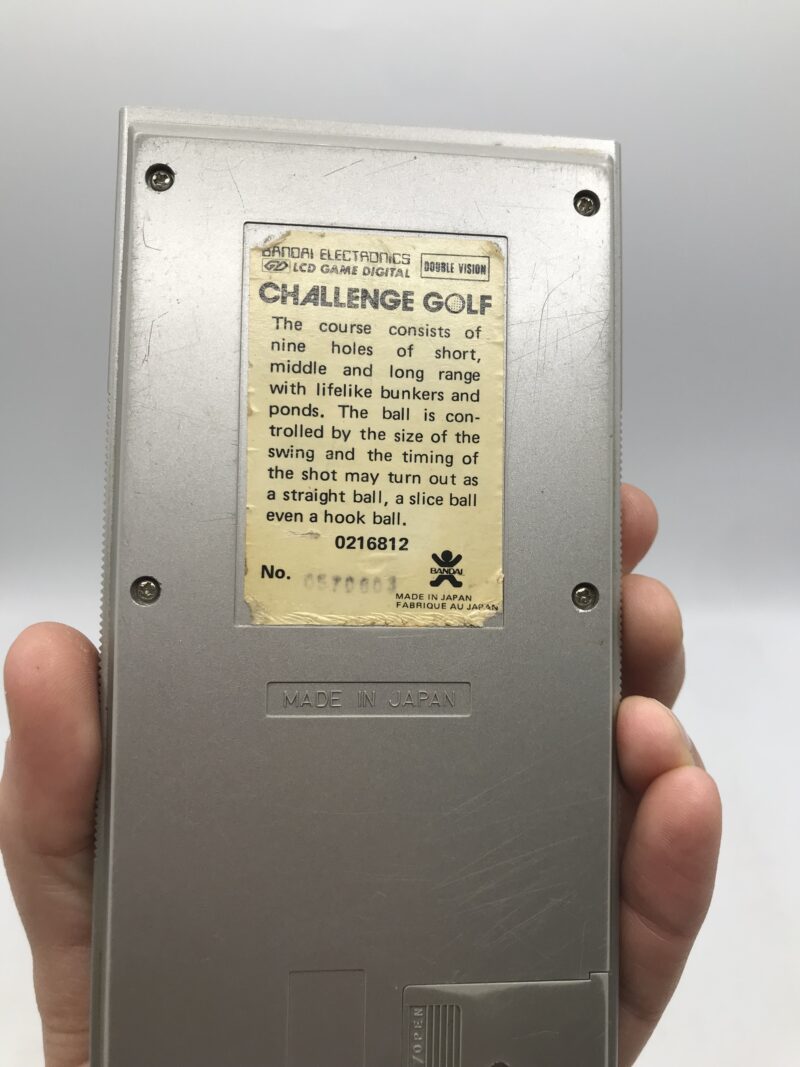 BANDAI ELECTRONICS
GD LCD GAME DIGITAL DOUBLE VISION
CHALLENGE GOLF
The course consists of
nine holes of short,
middle and long range
with lifelike bunkers and
ponds. The ball is con-
trolled by the size of the
swing and the timing of
the shot may turn out as
a straight ball, a slice ball
even a hook ball.
0216812
No.
BANDAI
MADE IN JAPAN
FABRIQUE AU JAPAN
MADE IN JAPAN
OPEN